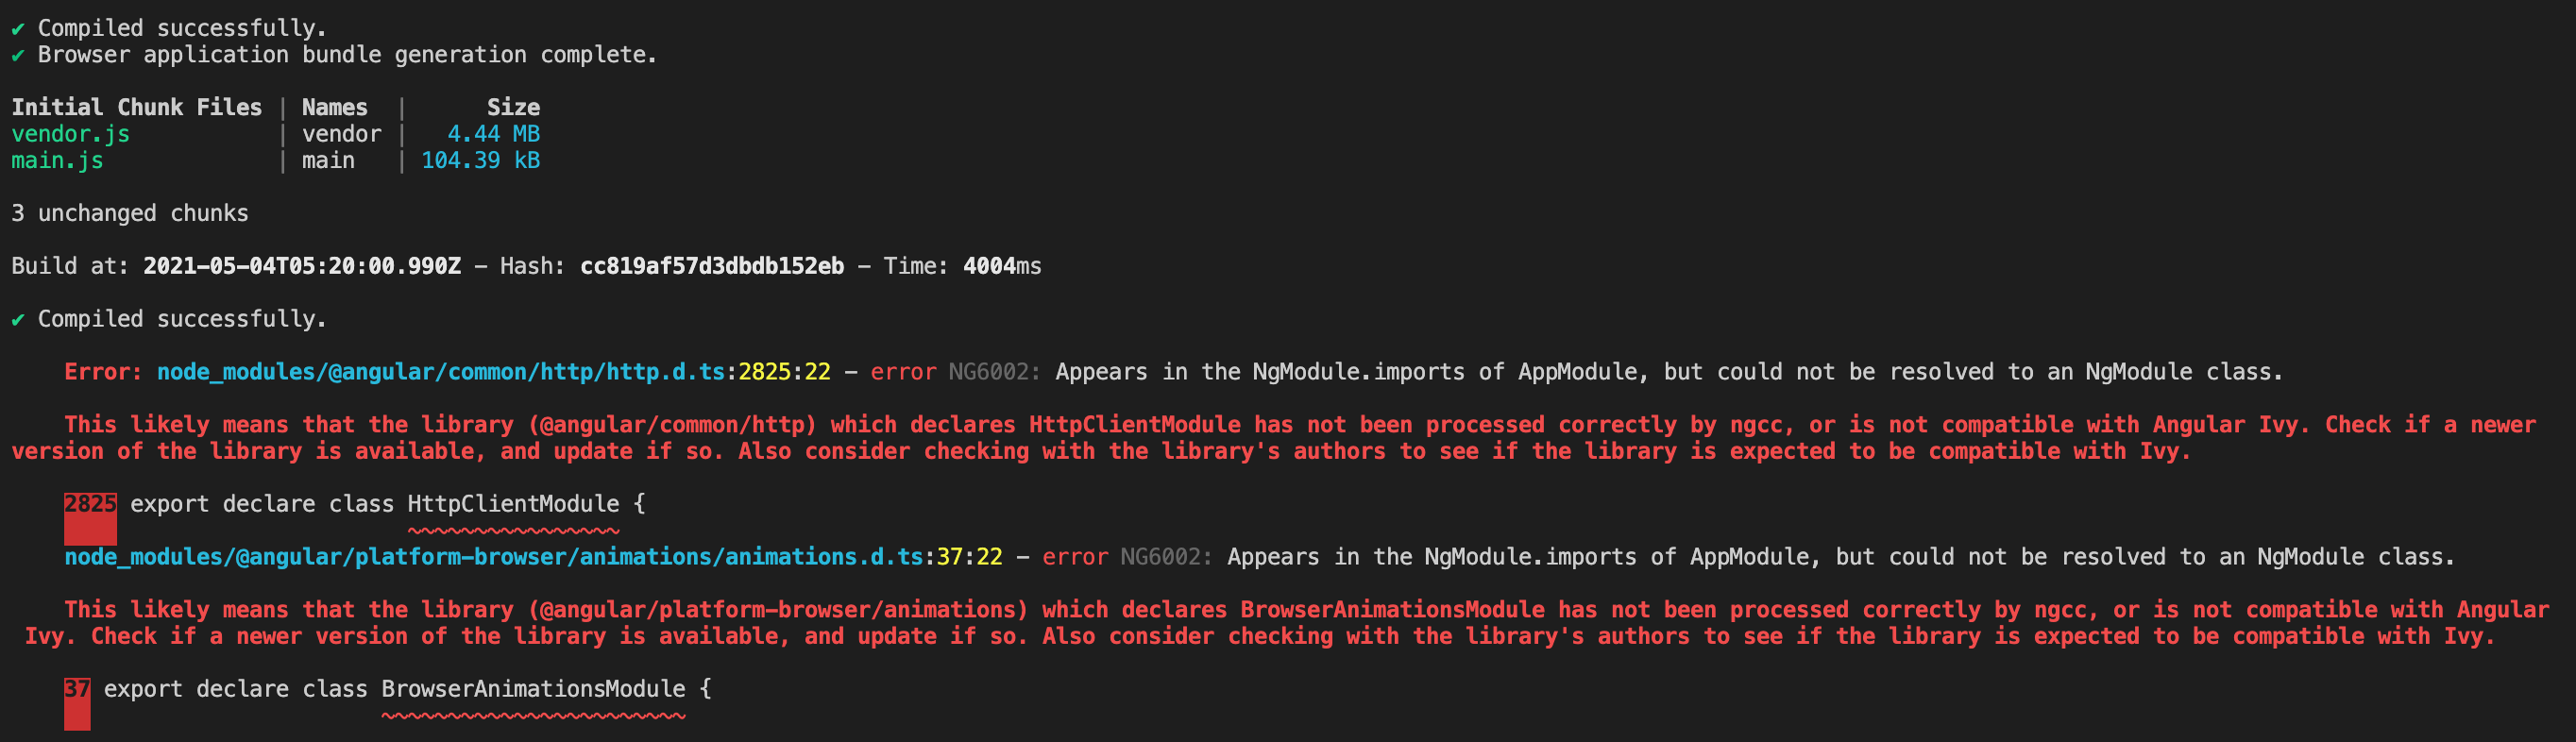 ✔ Compiled successfully.
✔ Browser application bundle generation complete.
Initial Chunk Files | Names | Size
vendor.js | vendor | 4.44 MB
main.js | main | 104.39 kB
3 unchanged chunks
Build at: 2021-05-04T05:20:00.990Z - Hash: cc819af57d3dbdb152eb - Time: 4004ms
✔ Compiled successfully.
Error: node_modules/@angular/common/http/http.d.ts:2825:22 - error NG6002: Appears in the NgModule.imports of AppModule, but could not be resolved to an NgModule class.
This likely means that the library (@angular/common/http) which declares HttpClientModule has not been processed correctly by ngcc, or is not compatible with Angular Ivy. Check if a newer
version of the library is available, and update if so. Also consider checking with the library's authors to see if the library is expected to be compatible with Ivy.
2825 export declare class HttpClientModule {
node_modules/@angular/platform-browser/animations/animations.d.ts:37:22 - error NG6002: Appears in the NgModule.imports of AppModule, but could not be resolved to an NgModule class.
This likely means that the library (@angular/platform-browser/animations) which declares BrowserAnimationsModule has not been processed correctly by ngcc, or is not compatible with Angular
Ivy. Check if a newer version of the library is available, and update if so. Also consider checking with the library's authors to see if the library is expected to be compatible with Ivy.
37 export declare class BrowserAnimationsModule {